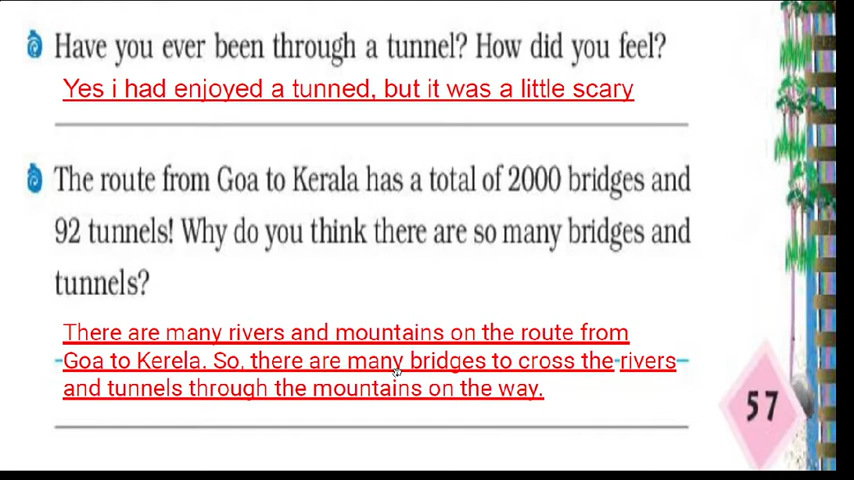 Have you ever been through a tunnel? How did you feel?
Yes i had enjoyed a tunned, but it was a little scary
The route from Goa to Kerala has a total of 2000 bridges and
92 tunnels! Why do you think there are so many bridges and
tunnels?
There are many rivers and mountains on the route from
Goa to Kerela. So, there are many bridges to cross the rivers
and tunnels through the mountains on the way.
57